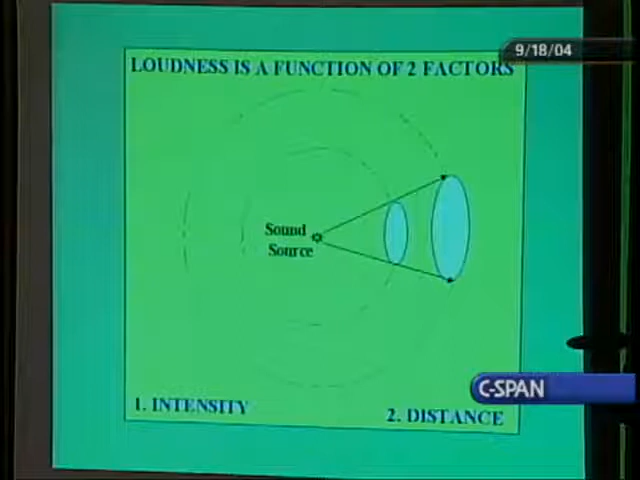 9/18/04
LOUDNESS IS A FUNCTION OF 2 FACTORS
Sound
Source
C-SPAN
1. INTENSITY
2. DISTANCE